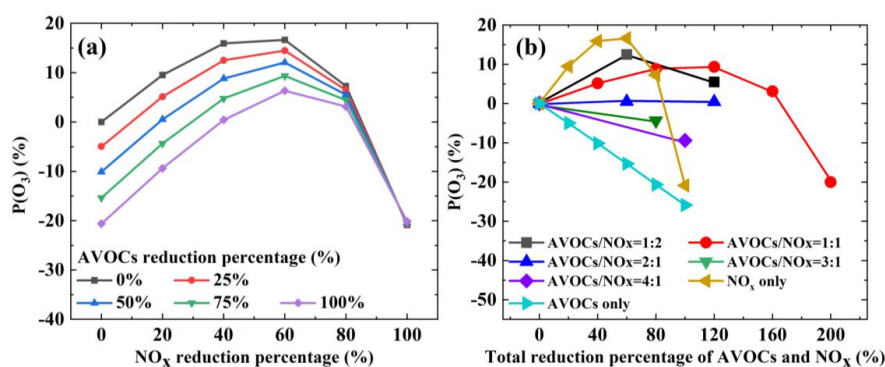 (a)
P(O3) (%)
20
10
0
-10
-20
-30
-40
AVOCs reduction percentage (%)
0% 25%
50% 75% 100%
0 20 40 60 80 100
NOX reduction percentage (%)
(b)
P(O3) (%)
20
10
0
-10
-20
-30
-40
-50
AVOCs/NOx=1:2 AVOCs/NOx=1:1
AVOCs/NOx=2:1 AVOCs/NOx=3:1
AVOCs/NOx=4:1 NOx only
AVOCs only
0 40 80 120 160 200
Total reduction percentage of AVOCs and NOX (%)